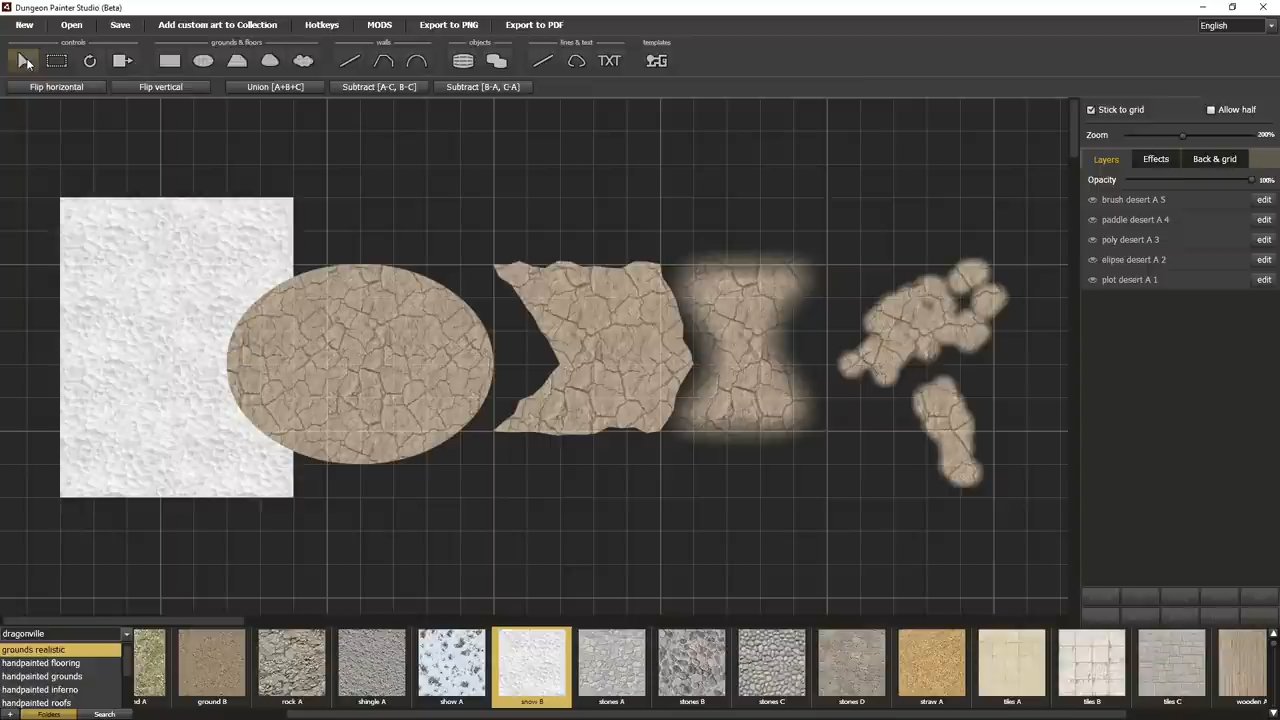 Dungeon Painter Studio (Beta)
New Open Save Add custom art to Collection Hotkeys MODS Export to PNG Export to PDF English
controls grounds & floors walls objects lines & text templates
TXT
Flip horizontal Flip vertical Union [A+B+C] Subtract [A-C, B-C] Subtract [B-A, C-A]
Stick to grid Allow half
Zoom 200%
Layers Effects Back & grid
Opacity 100%
brush desert A 5 edit
paddle desert A 4 edit
poly desert A 3 edit
elipse desert A 2 edit
plot desert A 1 edit
dragonville
grounds realistic
handpainted flooring
handpainted grounds
handpainted inferno
handpainted roofs
nd A ground B rock A shingle A show A snow B stones A stones B stones C stones D straw A tiles A tiles B tiles C wooden A
+ Folders Search